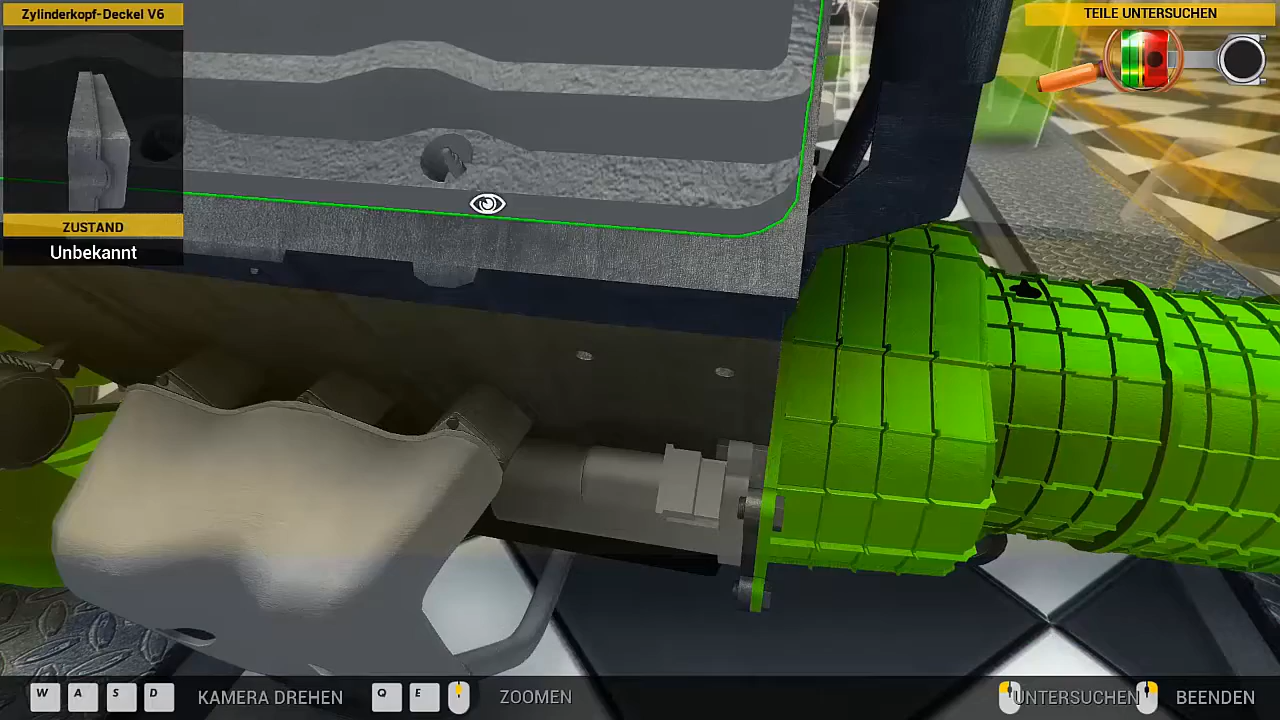 Zylinderkopf-Deckel V6
TEILE UNTERSUCHEN
ZUSTAND
Unbekannt
W A S D KAMERA DREHEN Q E ZOOMEN UNTERSUCHEN BEENDEN